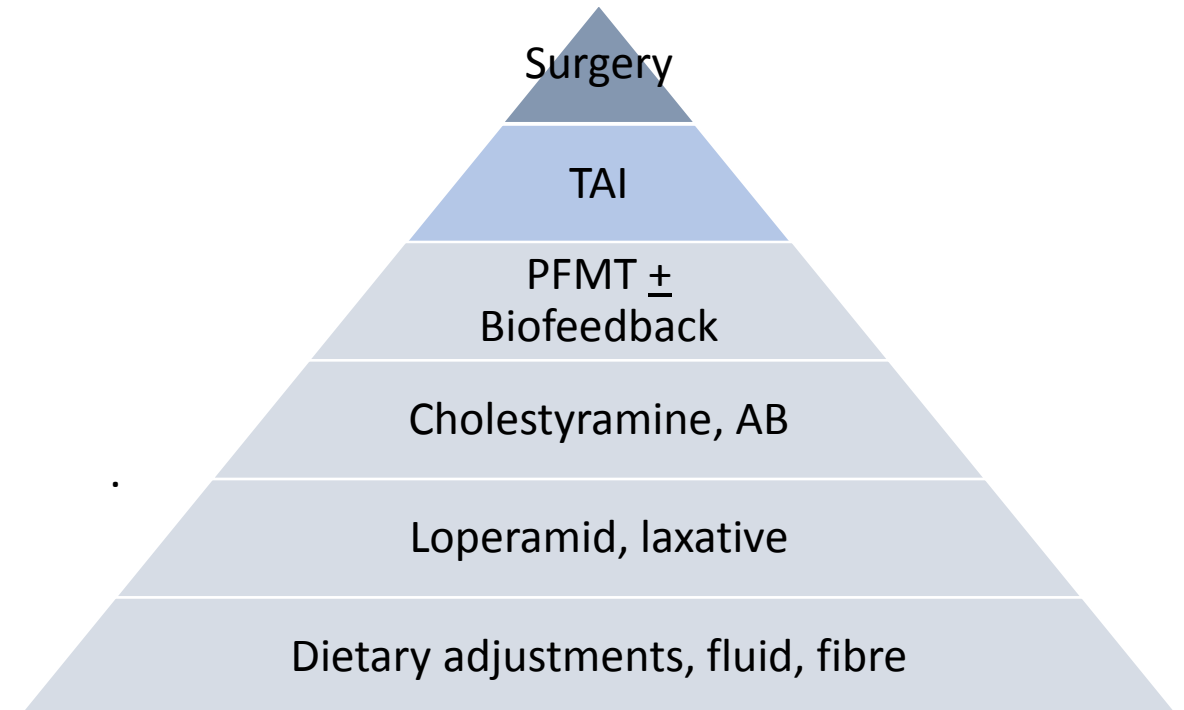 Surgery
TAI
PFMT ±
Biofeedback
Cholestyramine, AB
.
Loperamid, laxative
Dietary adjustments, fluid, fibre